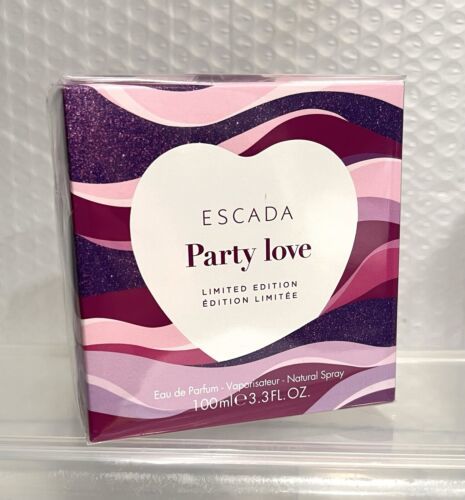 ESCADA
Party love
LIMITED EDITION
ÉDITION LIMITÉE
Eau de Parfum - Vaporisateur - Natural Spray
100ml℮3.3FL.OZ.